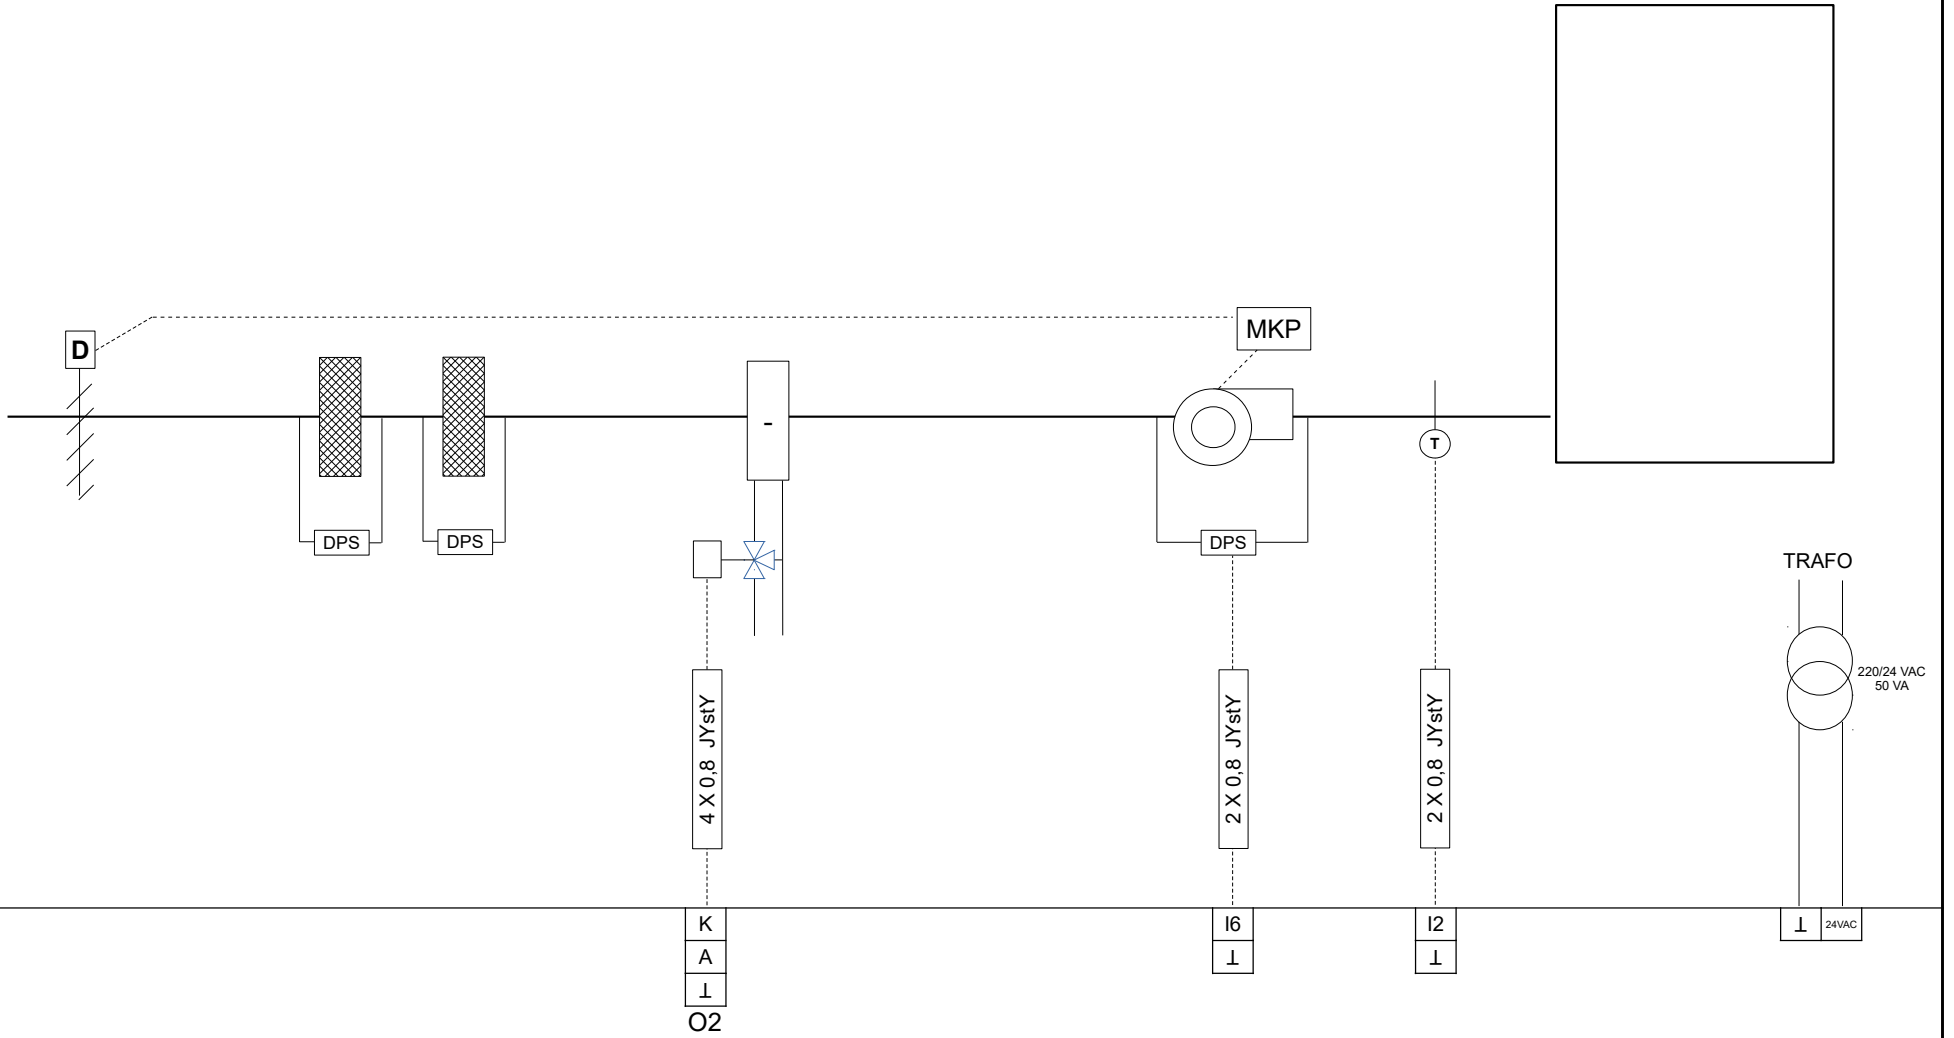 MKP
D
-
T
DPS
DPS
DPS
TRAFO
220/24 VAC
50 VA
4 X 0,8 JYstY
2 X 0,8 JYstY
2 X 0,8 JYstY
K
A
⊥
O2
I6
⊥
I2
⊥
⊥
24VAC